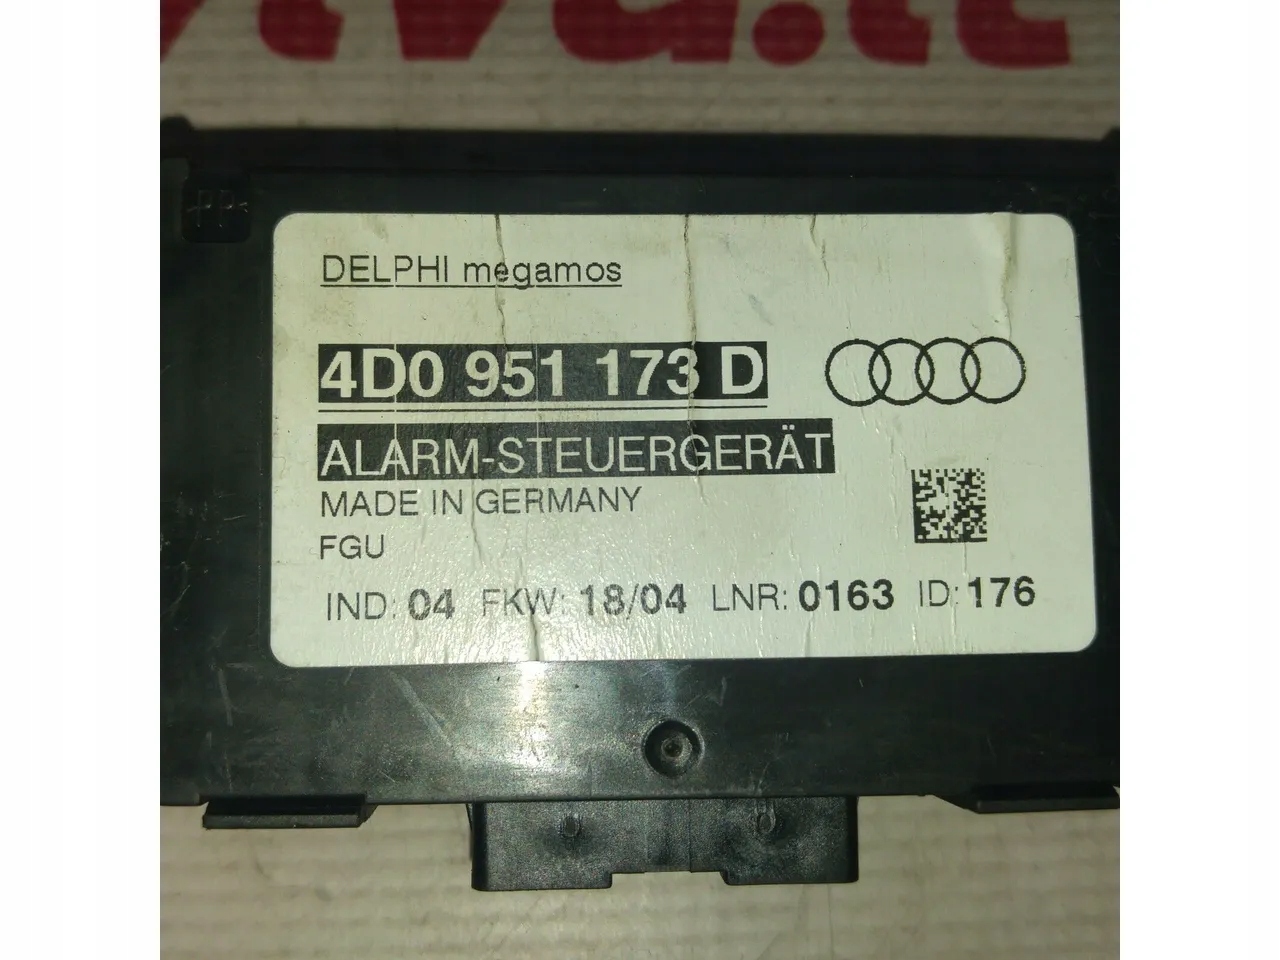 DELPHI megamos
4D0 951 173 D
ALARM-STEUERGERÄT
MADE IN GERMANY
FGU
IND: 04 FKW: 18/04 LNR: 0163 ID: 176